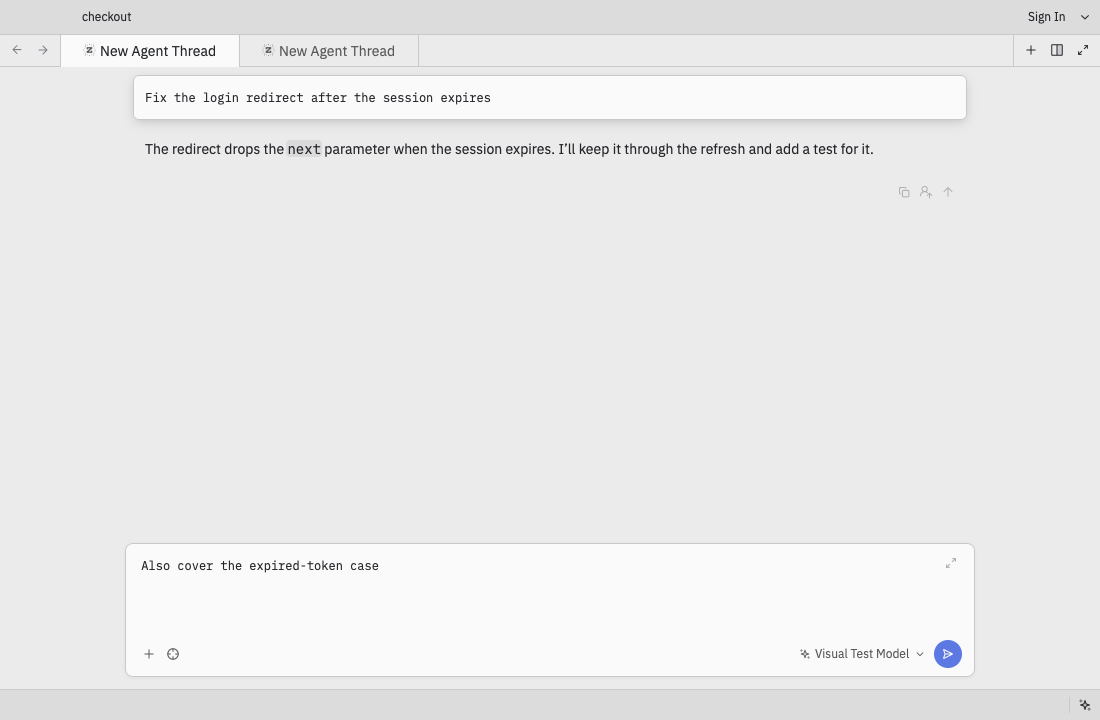 checkout
Sign In
New Agent Thread
New Agent Thread
Fix the login redirect after the session expires
The redirect drops the next parameter when the session expires. I’ll keep it through the refresh and add a test for it.
Also cover the expired-token case
Visual Test Model